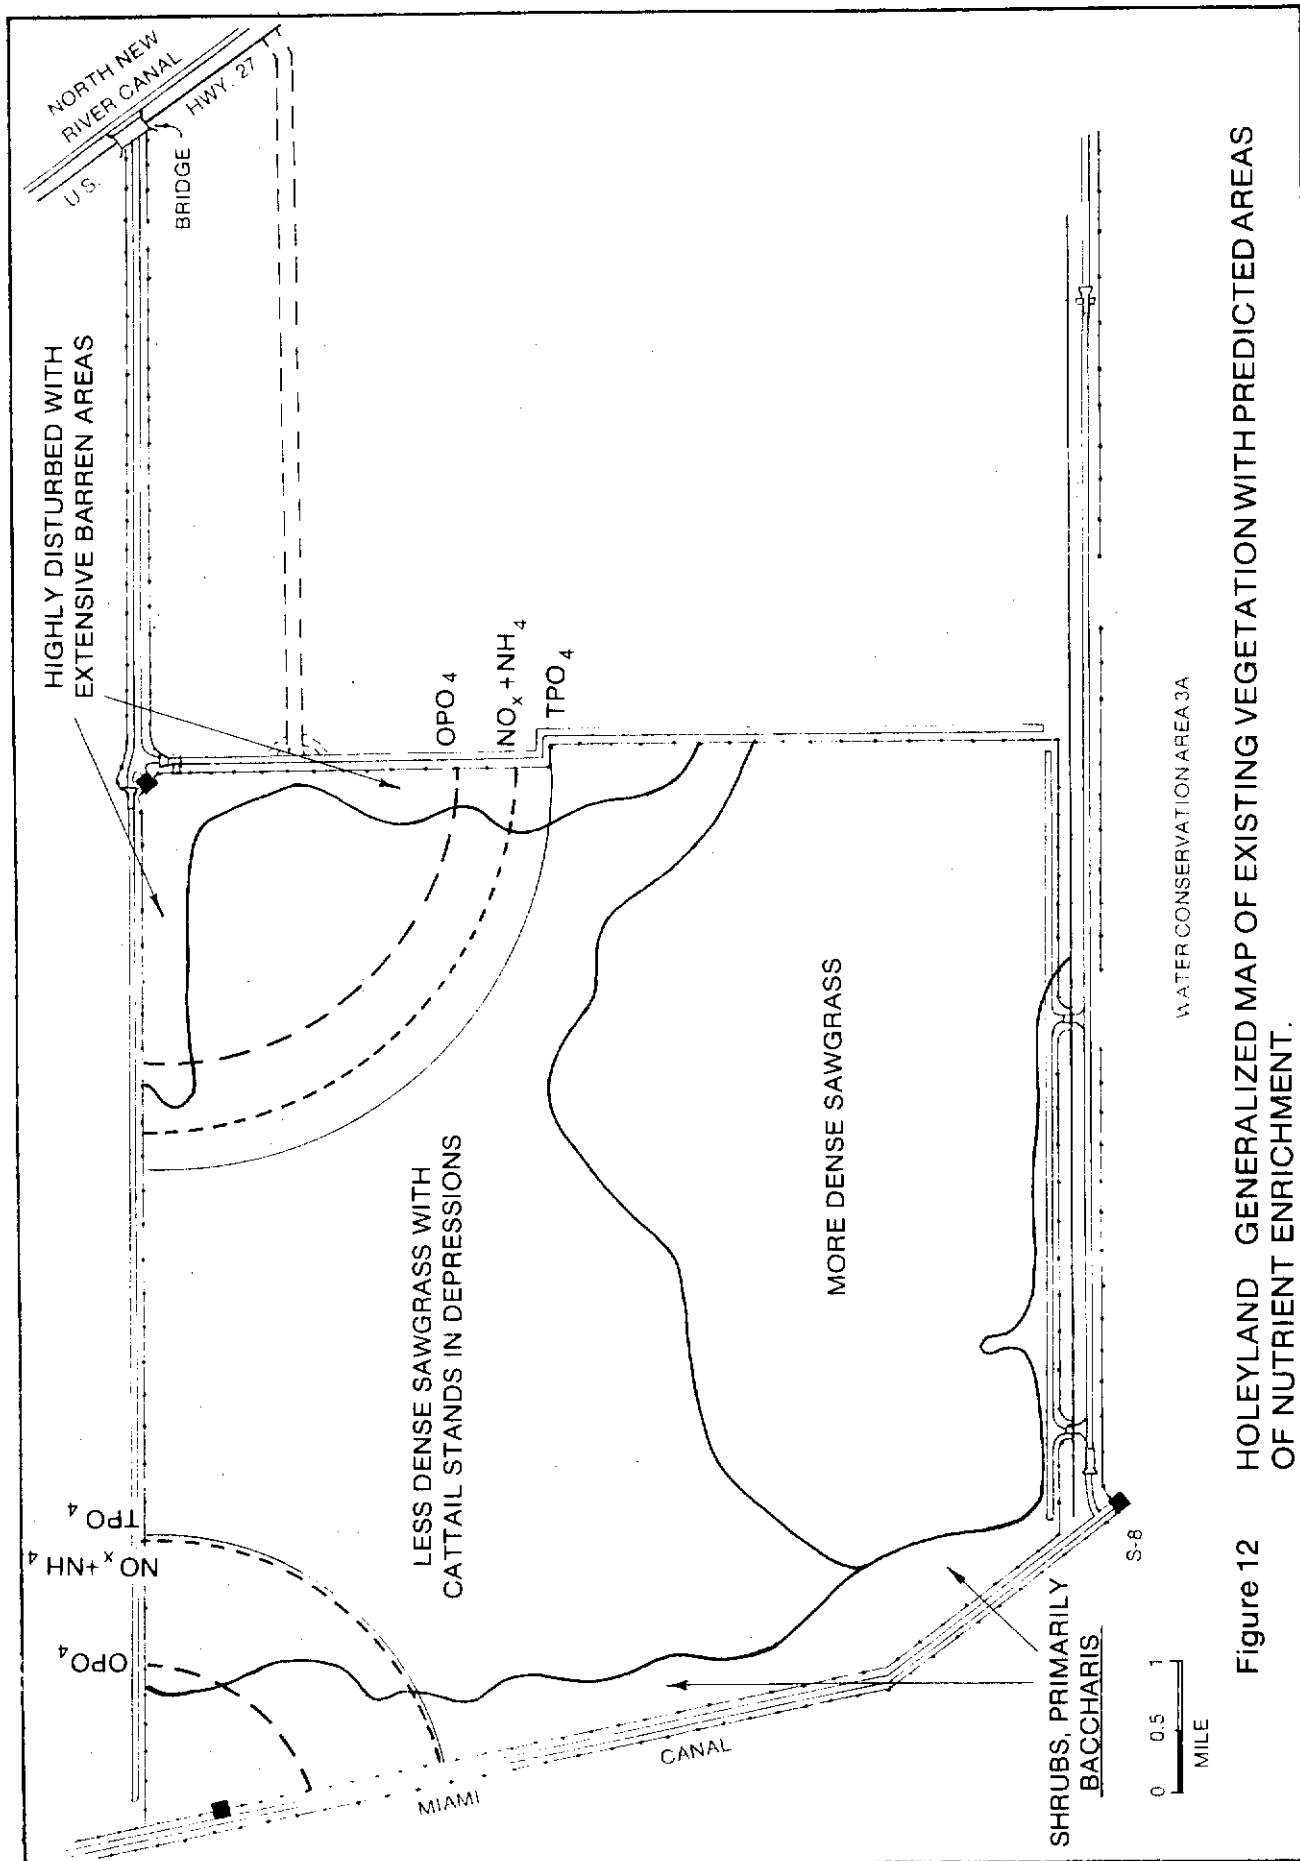 NORTH NEW
RIVER CANAL
U.S. HWY. 27
BRIDGE
HIGHLY DISTURBED WITH
EXTENSIVE BARREN AREAS
OPO4
NOx+NH4
TPO4
TPO4
NOx+NH4
OPO4
LESS DENSE SAWGRASS WITH
CATTAIL STANDS IN DEPRESSIONS
MORE DENSE SAWGRASS
MIAMI CANAL
SHRUBS, PRIMARILY
BACCHARIS
S-8
WATER CONSERVATION AREA 3A
0 0.5 1
MILE
Figure 12 HOLEYLAND GENERALIZED MAP OF EXISTING VEGETATION WITH PREDICTED AREAS
OF NUTRIENT ENRICHMENT.